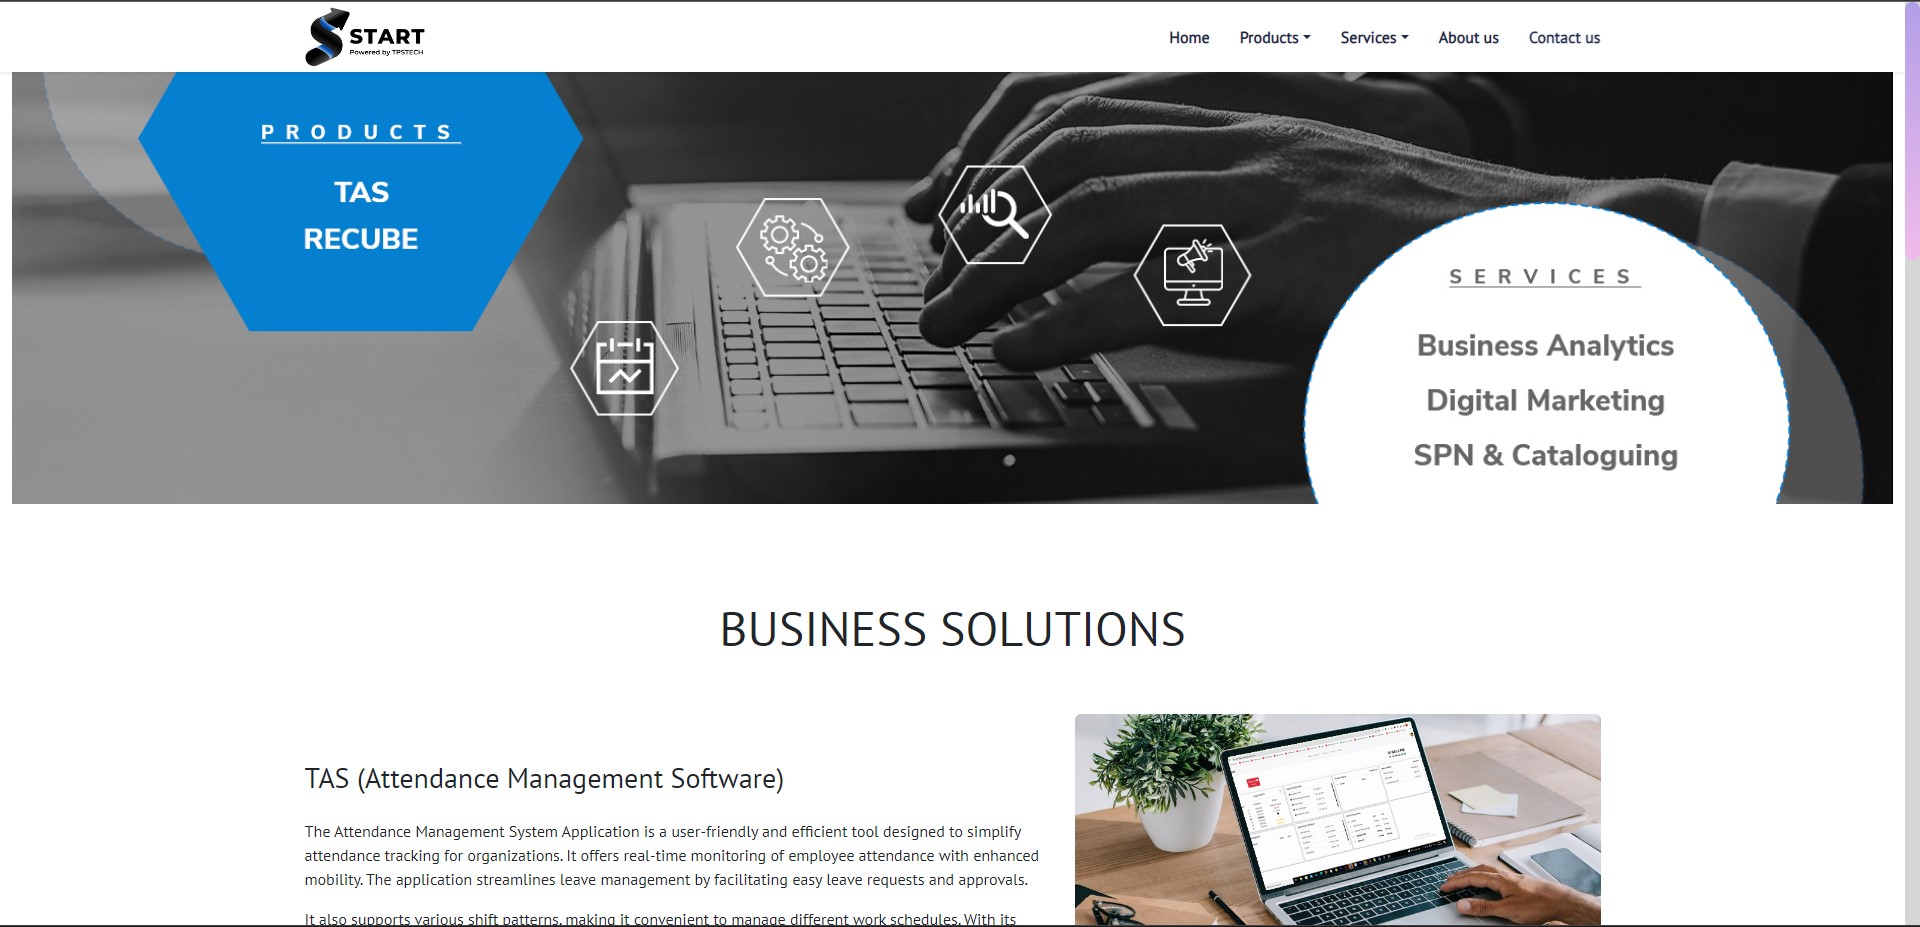 START
Powered by TPSTECH
Home
Products
Services
About us
Contact us
PRODUCTS
TAS
RECUBE
SERVICES
Business Analytics
Digital Marketing
SPN & Cataloguing
BUSINESS SOLUTIONS
TAS (Attendance Management Software)
The Attendance Management System Application is a user-friendly and efficient tool designed to simplify
attendance tracking for organizations. It offers real-time monitoring of employee attendance with enhanced
mobility. The application streamlines leave management by facilitating easy leave requests and approvals.
It also supports various shift patterns, making it convenient to manage different work schedules. With its